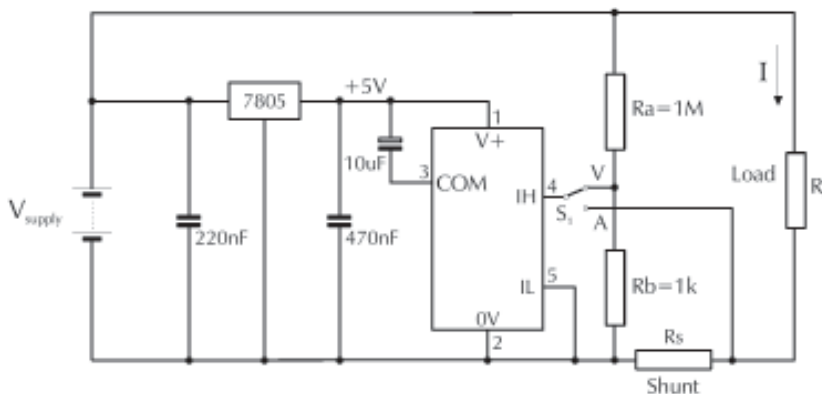 I
+5V
7805
1
Ra=1M
V+
10uF
3
COM
4
V
IH
Load
R
S₁
A
Vsupply
220nF
470nF
5
IL
Rb=1k
0V
2
Rs
Shunt